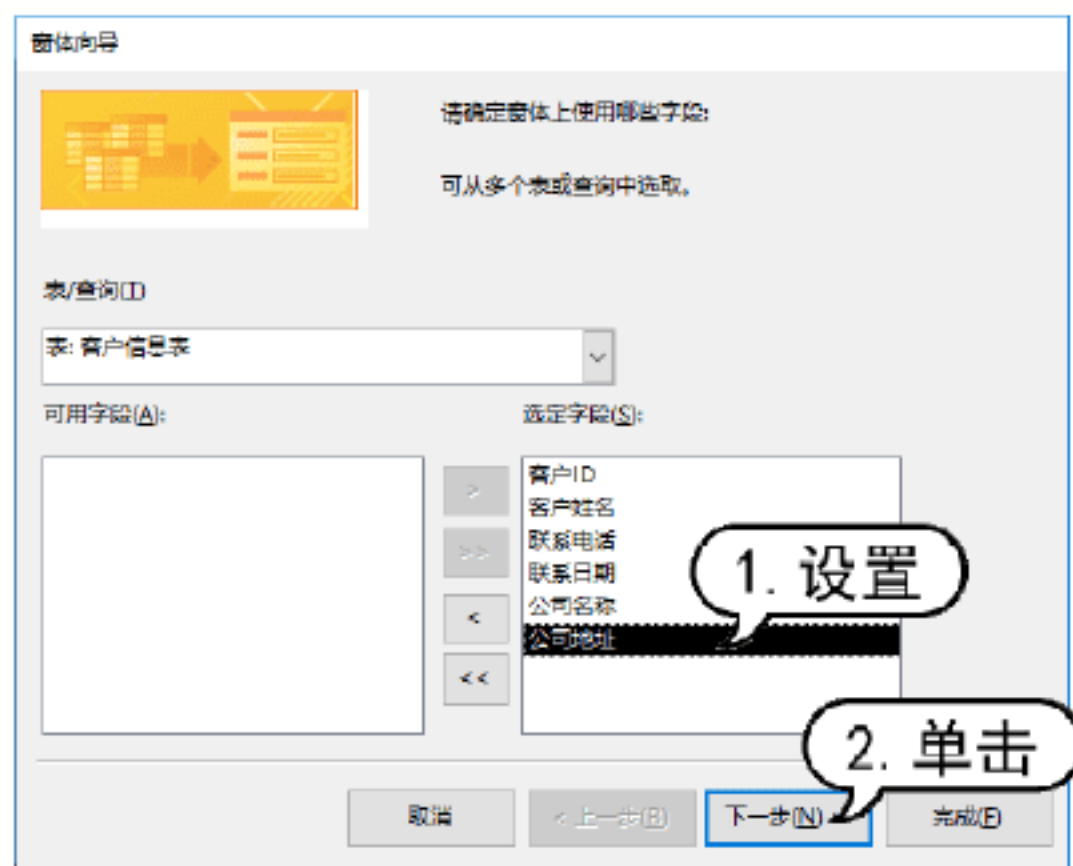 窗体向导
请确定窗体上使用哪些字段:
可从多个表或查询中选取。
表/查询(T)
表: 客户信息表
可用字段(A):
选定字段(S):
>
>>
<
<<
客户ID
客户姓名
联系电话
联系日期
公司名称
公司地址
1. 设置
2. 单击
取消
< 上一步(B)
下一步(N)
完成(F)